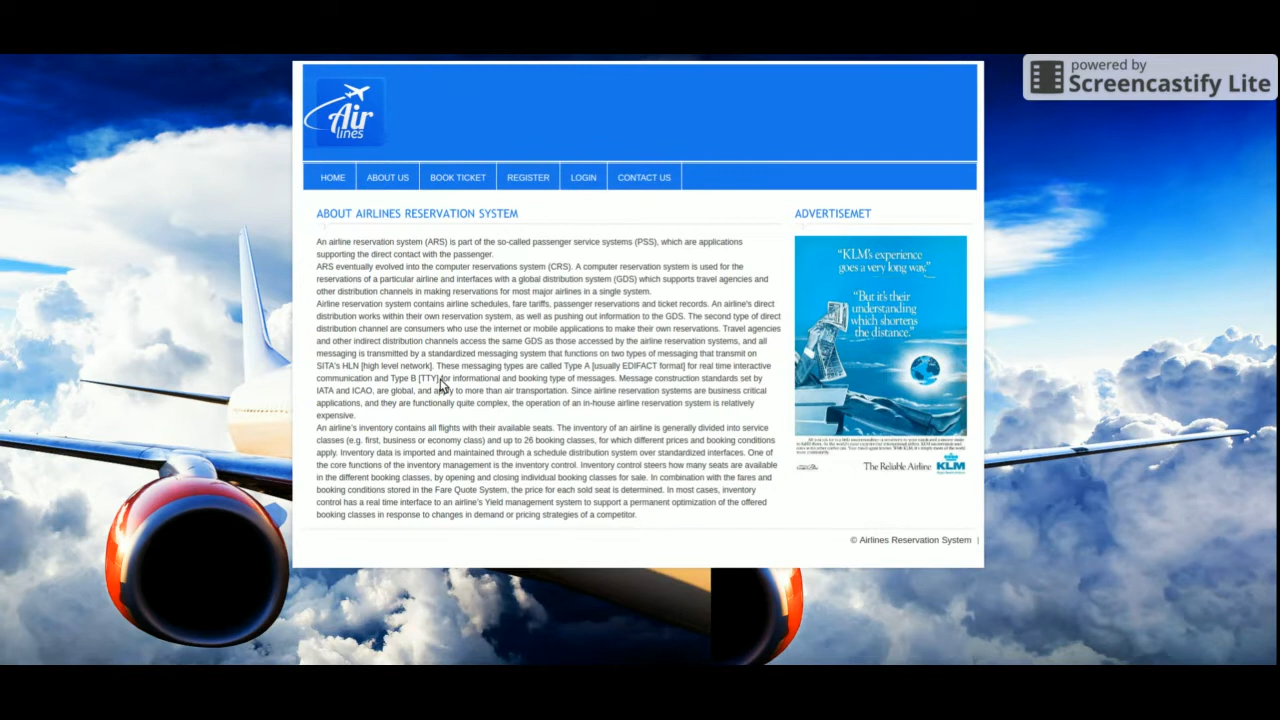 powered by
Screencastify Lite
Air
lines
HOME ABOUT US BOOK TICKET REGISTER LOGIN CONTACT US
ABOUT AIRLINES RESERVATION SYSTEM
An airline reservation system (ARS) is part of the so-called passenger service systems (PSS), which are applications
supporting the direct contact with the passenger.
ARS eventually evolved into the computer reservations system (CRS). A computer reservation system is used for the
reservations of a particular airline and interfaces with a global distribution system (GDS) which supports travel agencies and
other distribution channels in making reservations for most major airlines in a single system.
Airline reservation system contains airline schedules, fare tariffs, passenger reservations and ticket records. An airline's direct
distribution works within their own reservation system, as well as pushing out information to the GDS. The second type of direct
distribution channel are consumers who use the internet or mobile applications to make their own reservations. Travel agencies
and other indirect distribution channels access the same GDS as those accessed by the airline reservation systems, and all
messaging is transmitted by a standardized messaging system that functions on two types of messaging that transmit on
SITA's HLN [high level network]. These messaging types are called Type A [usually EDIFACT format] for real time interactive
communication and Type B [TTY] for informational and booking type of messages. Message construction standards set by
IATA and ICAO, are global, and apply to more than air transportation. Since airline reservation systems are business critical
applications, and they are functionally quite complex, the operation of an in-house airline reservation system is relatively
expensive.
An airline's inventory contains all flights with their available seats. The inventory of an airline is generally divided into service
classes (e.g. first, business or economy class) and up to 26 booking classes, for which different prices and booking conditions
apply. Inventory data is imported and maintained through a schedule distribution system over standardized interfaces. One of
the core functions of the inventory management is the inventory control. Inventory control steers how many seats are available
in the different booking classes, by opening and closing individual booking classes for sale. In combination with the fares and
booking conditions stored in the Fare Quote System, the price for each sold seat is determined. In most cases, inventory
control has a real time interface to an airline's Yield management system to support a permanent optimization of the offered
booking classes in response to changes in demand or pricing strategies of a competitor.
ADVERTISEMET
"KLM's experience
goes a very long way."
"But it's their
understanding
which shortens
the distance."
The Reliable Airline KLM
© Airlines Reservation System |